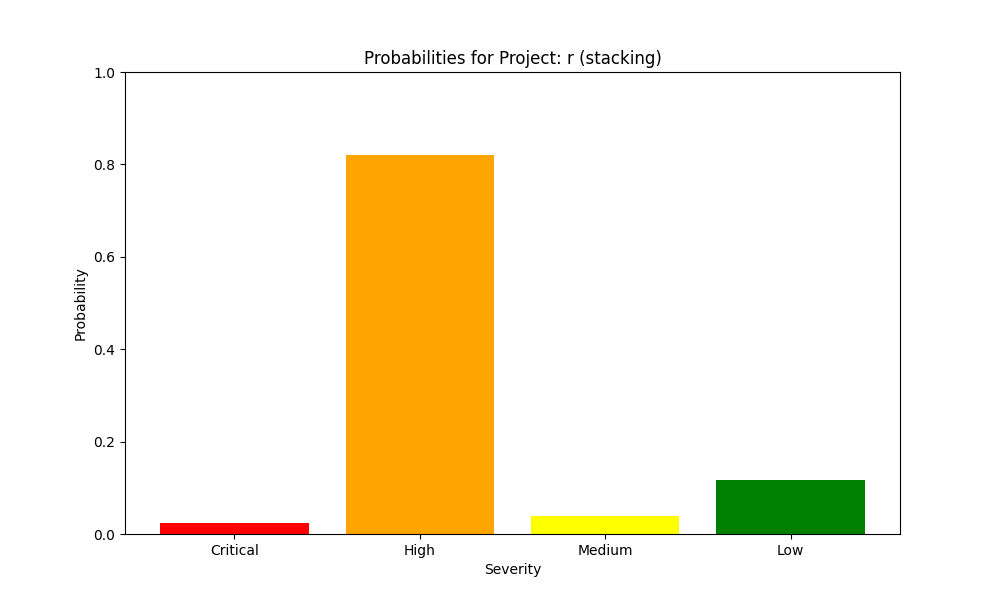 Probabilities for Project: r (stacking)
1.0
0.8
0.6
0.4
0.2
0.0
Probability
Critical
High
Medium
Low
Severity